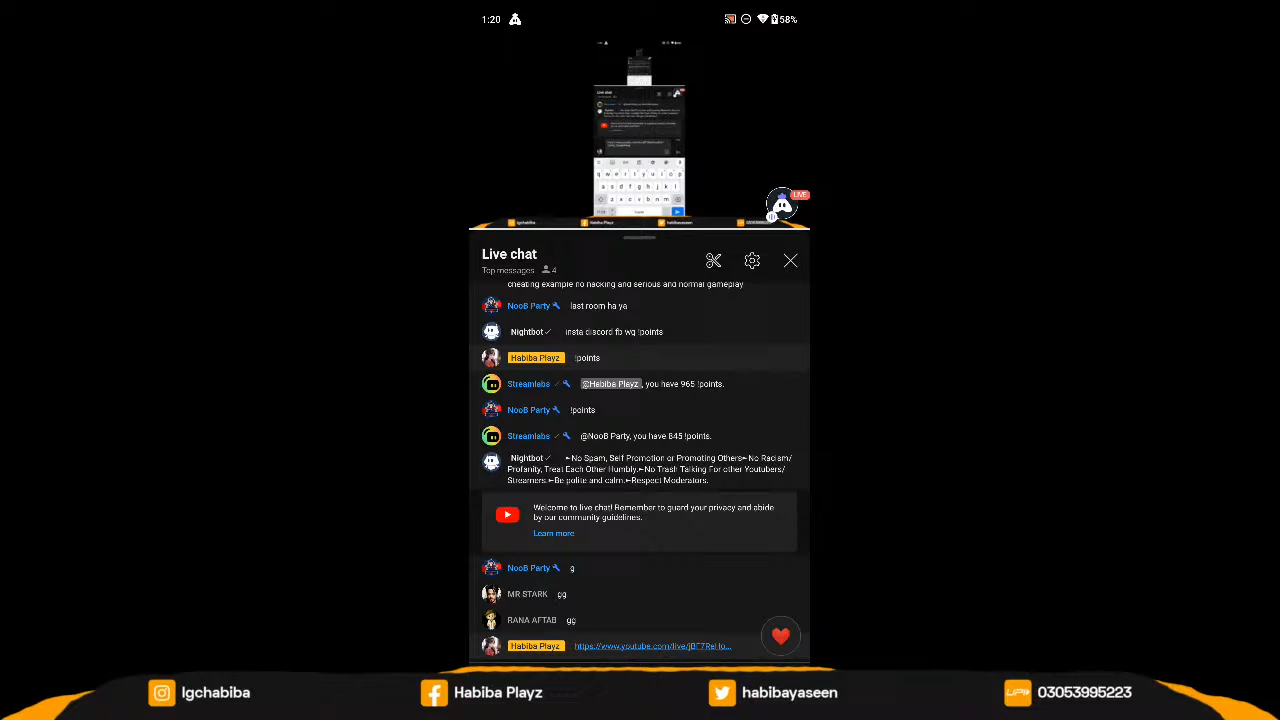 1:20
58%
LIVE
Live chat
Top messages 4
cheating example no hacking and serious and normal gameplay
NooB Party last room ha ya
Nightbot insta discord fb wg !points
Habiba Playz !points
Streamlabs @Habiba Playz, you have 965 !points.
NooB Party !points
Streamlabs @NooB Party, you have 845 !points.
Nightbot ➳No Spam, Self Promotion or Promoting Others➳No Racism/
Profanity, Treat Each Other Humbly.➳No Trash Talking For other Youtubers/
Streamers.➳Be polite and calm.➳Respect Moderators.
Welcome to live chat! Remember to guard your privacy and abide
by our community guidelines.
Learn more
NooB Party g
MR STARK gg
RANA AFTAB gg
Habiba Playz https://www.youtube.com/live/jBF7ReHo...
Igchabiba Habiba Playz habibayaseen 03053995223